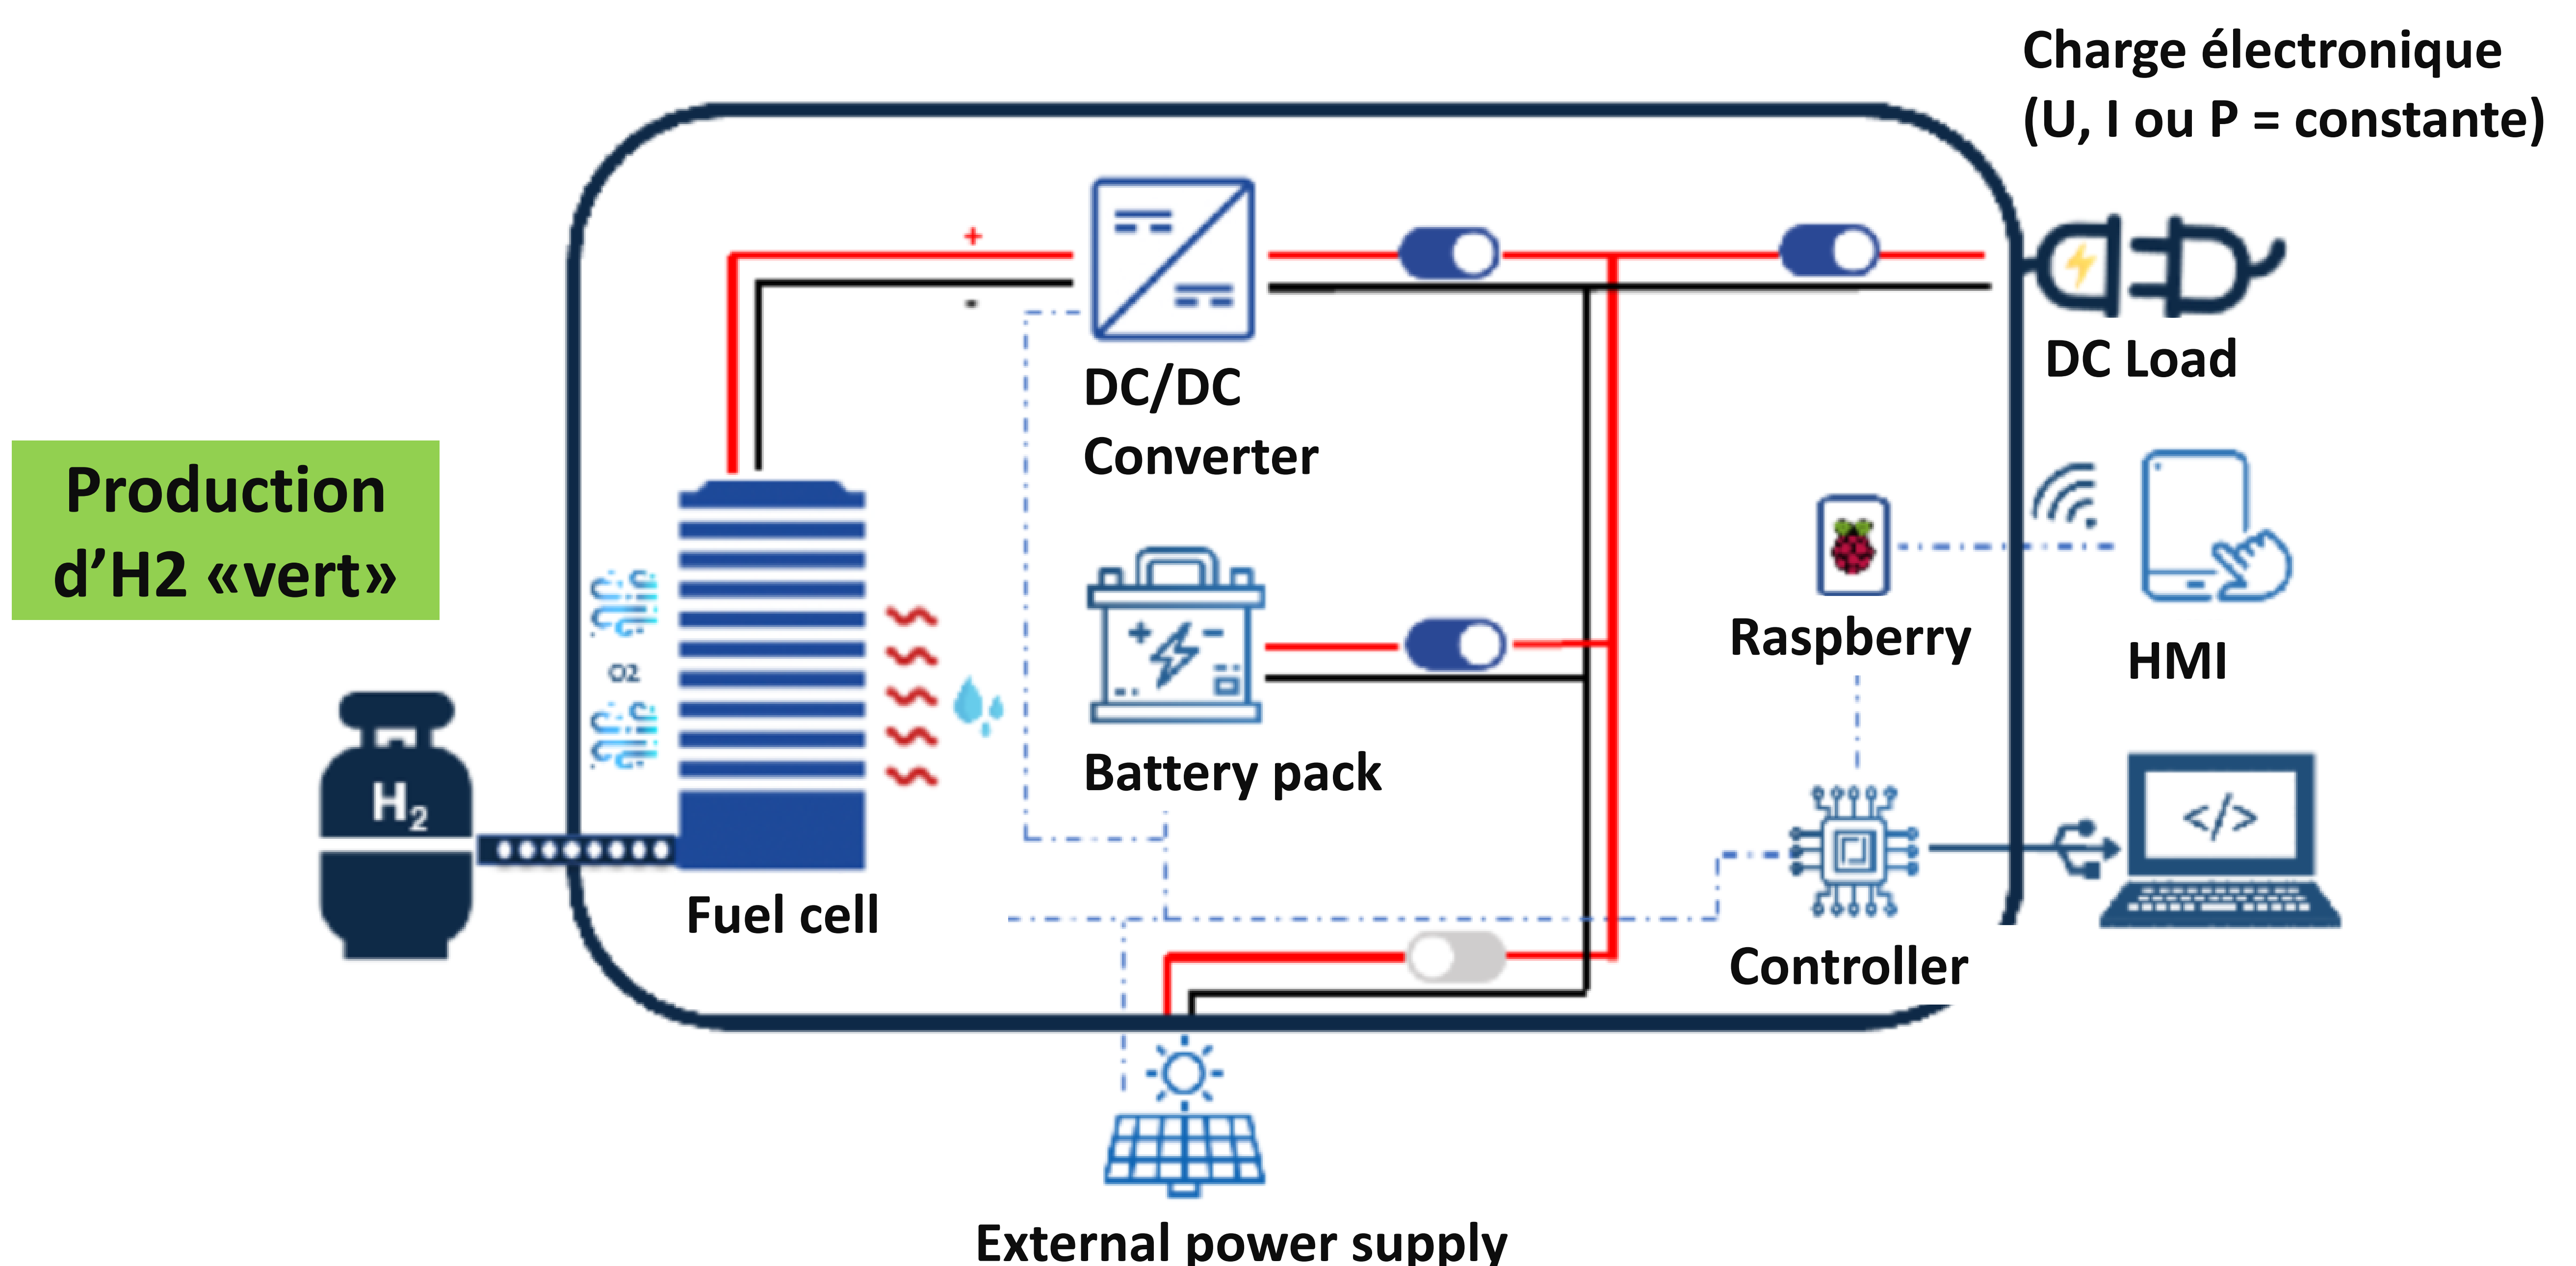 Charge électronique
(U, I ou P = constante)
+
-
DC Load
DC/DC
Converter
Production
d’H2 «vert»
O2
Raspberry
HMI
+ -
Battery pack
H2
</>
Fuel cell
Controller
External power supply